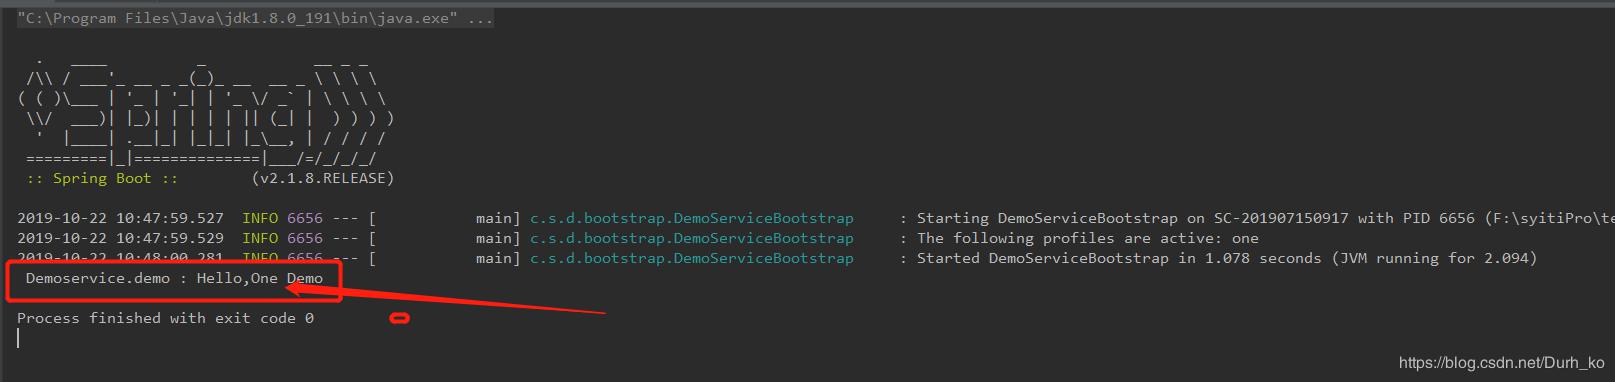 "C:\Program Files\Java\jdk1.8.0_191\bin\java.exe" ...
  .   ____          _            __ _ _
 /\\ / ___'_ __ _ _(_)_ __  __ _ \ \ \ \
( ( )\___ | '_ | '_| | '_ \/ _` | \ \ \ \
 \\/  ___)| |_)| | | | | || (_| |  ) ) ) )
  '  |____| .__|_| |_|_| |_\__, | / / / /
 =========|_|==============|___/=/_/_/_/
 :: Spring Boot ::        (v2.1.8.RELEASE)
2019-10-22 10:47:59.527  INFO 6656 --- [           main] c.s.d.bootstrap.DemoServiceBootstrap     : Starting DemoServiceBootstrap on SC-201907150917 with PID 6656 (F:\syitiPro\te
2019-10-22 10:47:59.529  INFO 6656 --- [           main] c.s.d.bootstrap.DemoServiceBootstrap     : The following profiles are active: one
2019-10-22 10:48:00.281  INFO 6656 --- [           main] c.s.d.bootstrap.DemoServiceBootstrap     : Started DemoServiceBootstrap in 1.078 seconds (JVM running for 2.094)
 Demoservice.demo : Hello,One Demo
Process finished with exit code 0
https://blog.csdn.net/Durh_ko